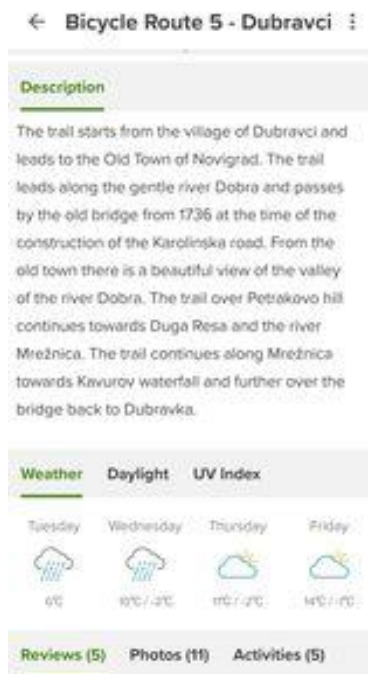 Bicycle Route 5 - Dubravci
Description
The trail starts from the village of Dubravci and
leads to the Old Town of Novigrad. The trail
leads along the gentle river Dobra and passes
by the old bridge from 1736 at the time of the
construction of the Karolinska road. From the
old town there is a beautiful view of the valley
of the river Dobra. The trail over Petrakovo hill
continues towards Duga Resa and the river
Mrežnica. The trail continues along Mrežnica
towards Kavurov waterfall and further over the
bridge back to Dubravka.
Weather Daylight UV Index
Tuesday Wednesday Thursday Friday
Reviews (5) Photos (11) Activities (5)